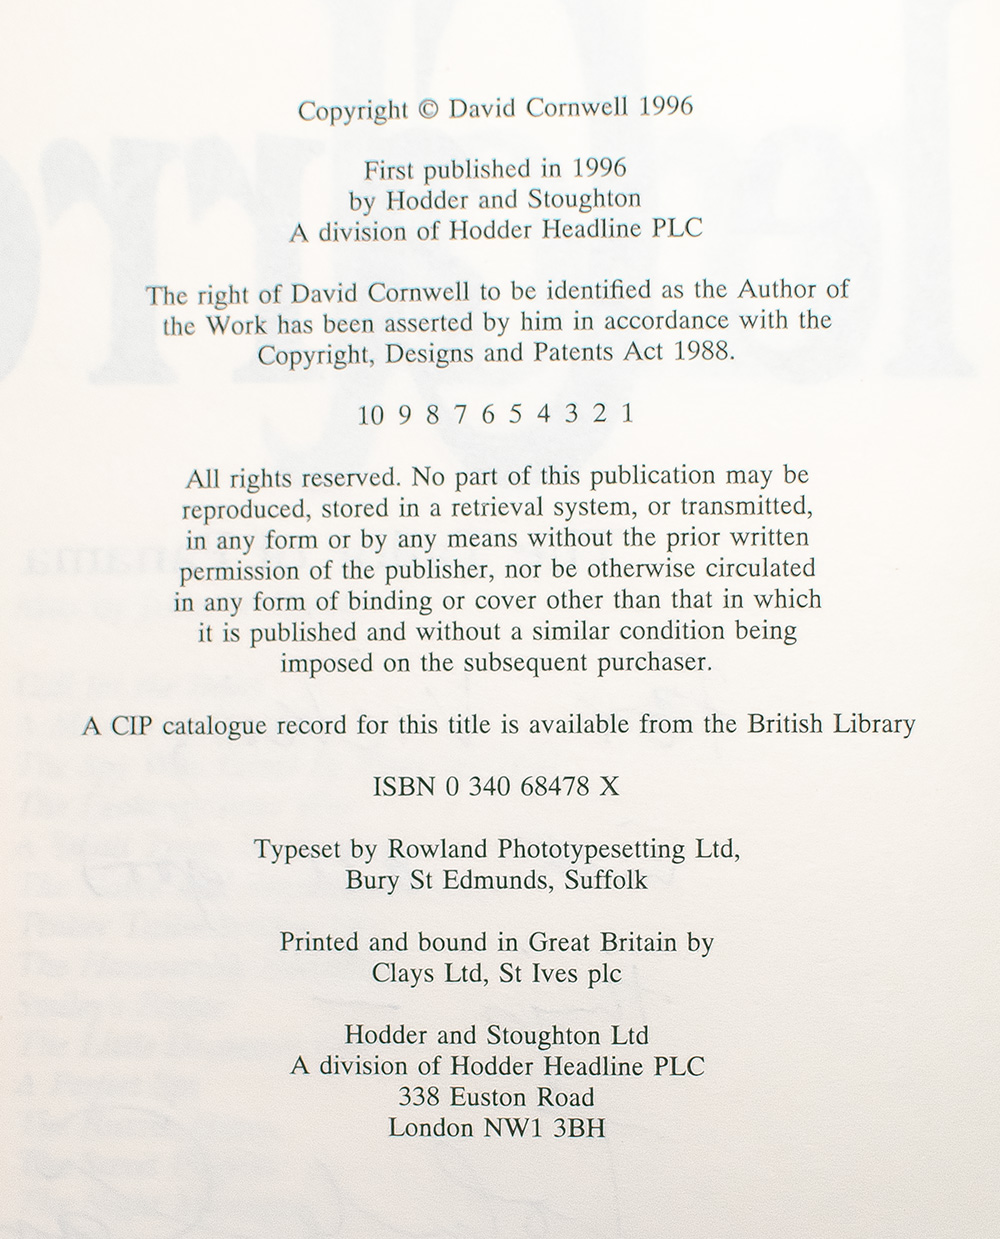 Copyright © David Cornwell 1996
First published in 1996
by Hodder and Stoughton
A division of Hodder Headline PLC
The right of David Cornwell to be identified as the Author of
the Work has been asserted by him in accordance with the
Copyright, Designs and Patents Act 1988.
10 9 8 7 6 5 4 3 2 1
All rights reserved. No part of this publication may be
reproduced, stored in a retrieval system, or transmitted,
in any form or by any means without the prior written
permission of the publisher, nor be otherwise circulated
in any form of binding or cover other than that in which
it is published and without a similar condition being
imposed on the subsequent purchaser.
A CIP catalogue record for this title is available from the British Library
ISBN 0 340 68478 X
Typeset by Rowland Phototypesetting Ltd,
Bury St Edmunds, Suffolk
Printed and bound in Great Britain by
Clays Ltd, St Ives plc
Hodder and Stoughton Ltd
A division of Hodder Headline PLC
338 Euston Road
London NW1 3BH